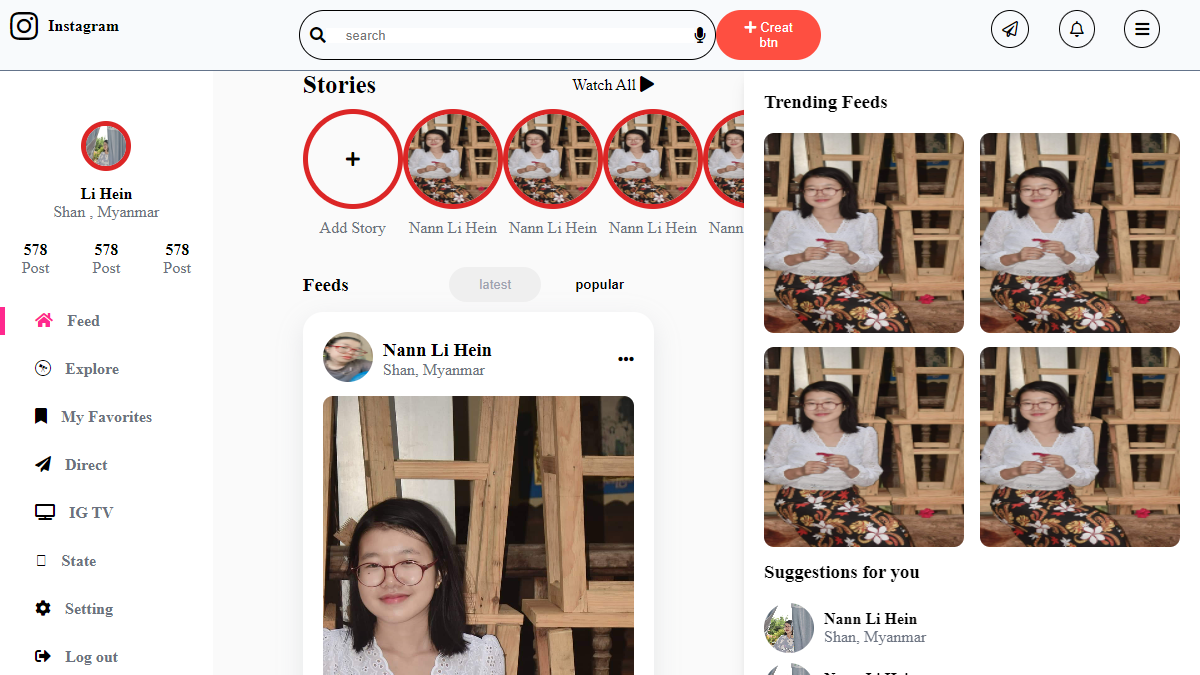 Instagram
search
Creat
btn
Li Hein
Shan , Myanmar
578 578 578
Post Post Post
Feed
Explore
My Favorites
Direct
IG TV
State
Setting
Log out
Stories
Watch All
Add Story
Nann Li Hein
Nann Li Hein
Nann Li Hein
Nann
Feeds
latest
popular
Nann Li Hein
Shan, Myanmar
Trending Feeds
Suggestions for you
Nann Li Hein
Shan, Myanmar